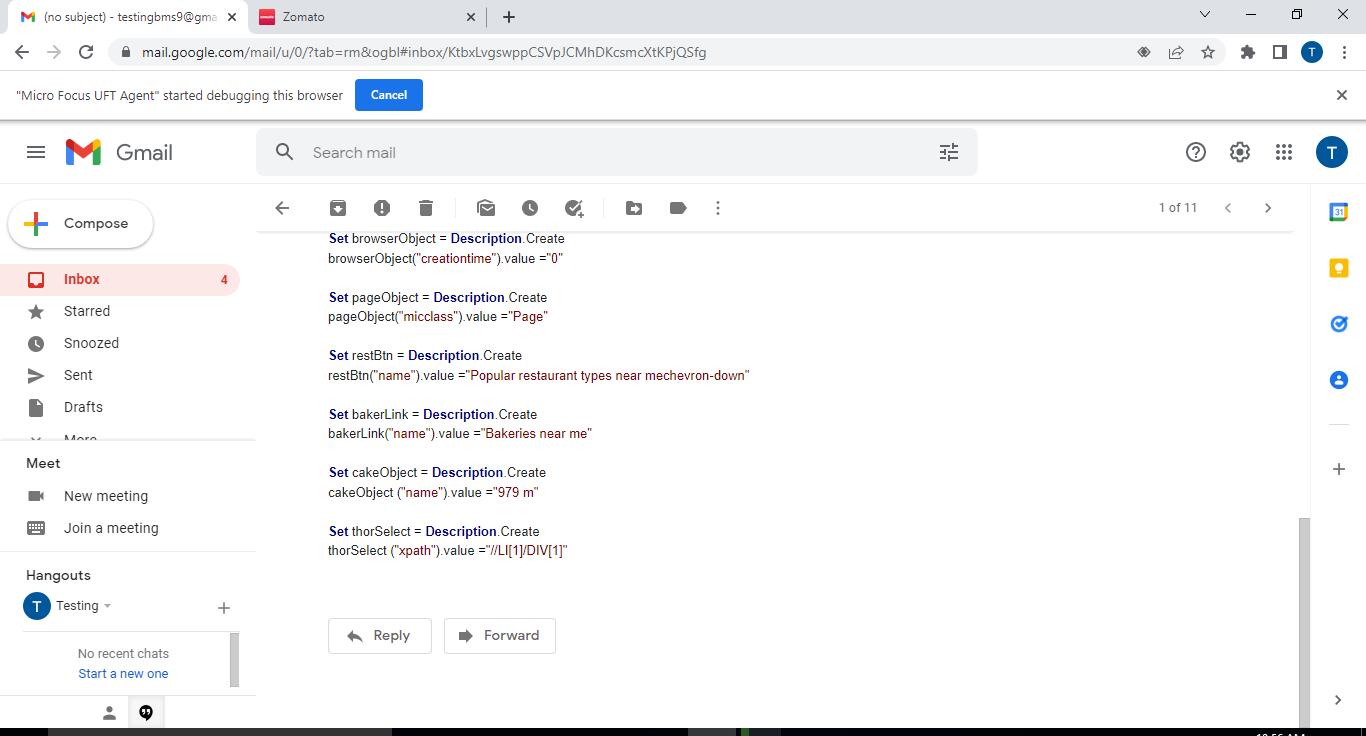 (no subject) - testingbms9@gma
Zomato
mail.google.com/mail/u/0/?tab=rm&ogbl#inbox/KtbxLvgswppCSVpJCMhDKcsmcXtKPjQSfg
T
"Micro Focus UFT Agent" started debugging this browser
Cancel
Gmail
Search mail
T
Compose
1 of 11
31
Inbox 4
Starred
Snoozed
Sent
Drafts
More
Meet
New meeting
Join a meeting
Hangouts
T Testing
No recent chats
Start a new one
Set browserObject = Description.Create
browserObject("creationtime").value ="0"
Set pageObject = Description.Create
pageObject("micclass").value ="Page"
Set restBtn = Description.Create
restBtn("name").value ="Popular restaurant types near mechevron-down"
Set bakerLink = Description.Create
bakerLink("name").value ="Bakeries near me"
Set cakeObject = Description.Create
cakeObject ("name").value ="979 m"
Set thorSelect = Description.Create
thorSelect ("xpath").value ="//LI[1]/DIV[1]"
Reply
Forward